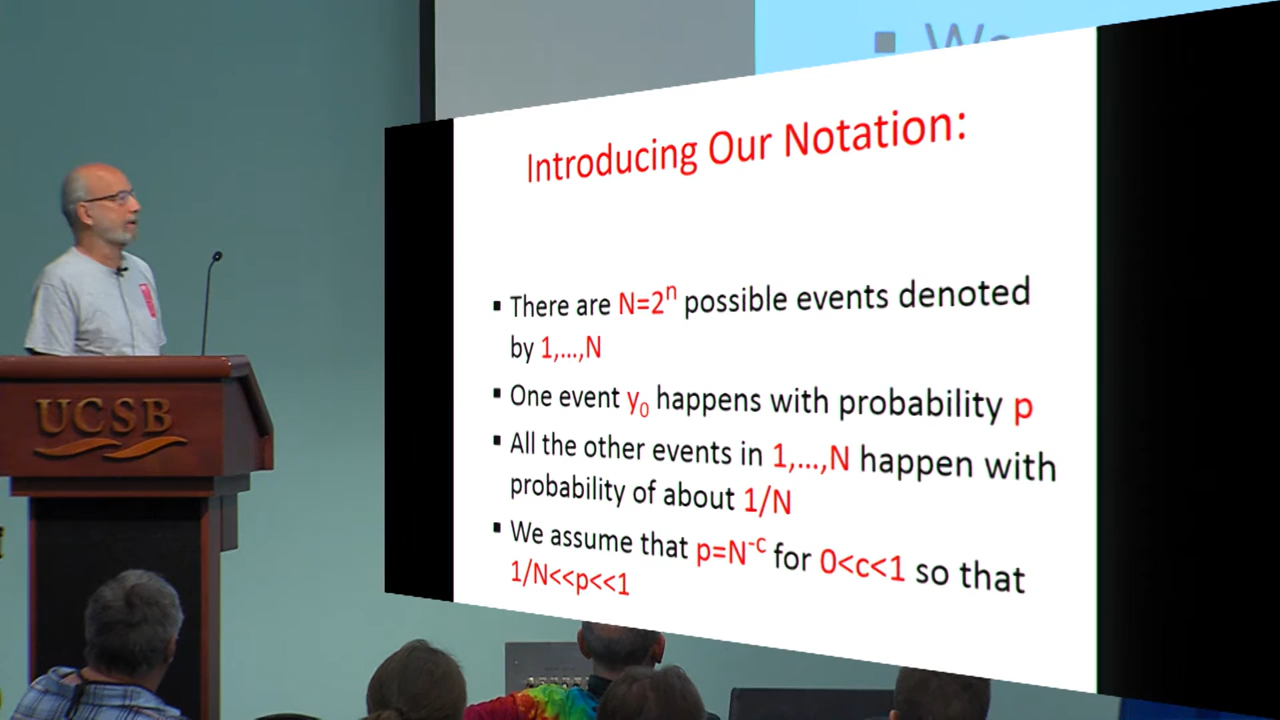 We
Introducing Our Notation:
▪ There are N=2ⁿ possible events denoted
by 1,...,N
▪ One event y₀ happens with probability p
▪ All the other events in 1,...,N happen with
probability of about 1/N
▪ We assume that p=N⁻ᶜ for 0<c<1 so that
1/N<<p<<1
UCSB